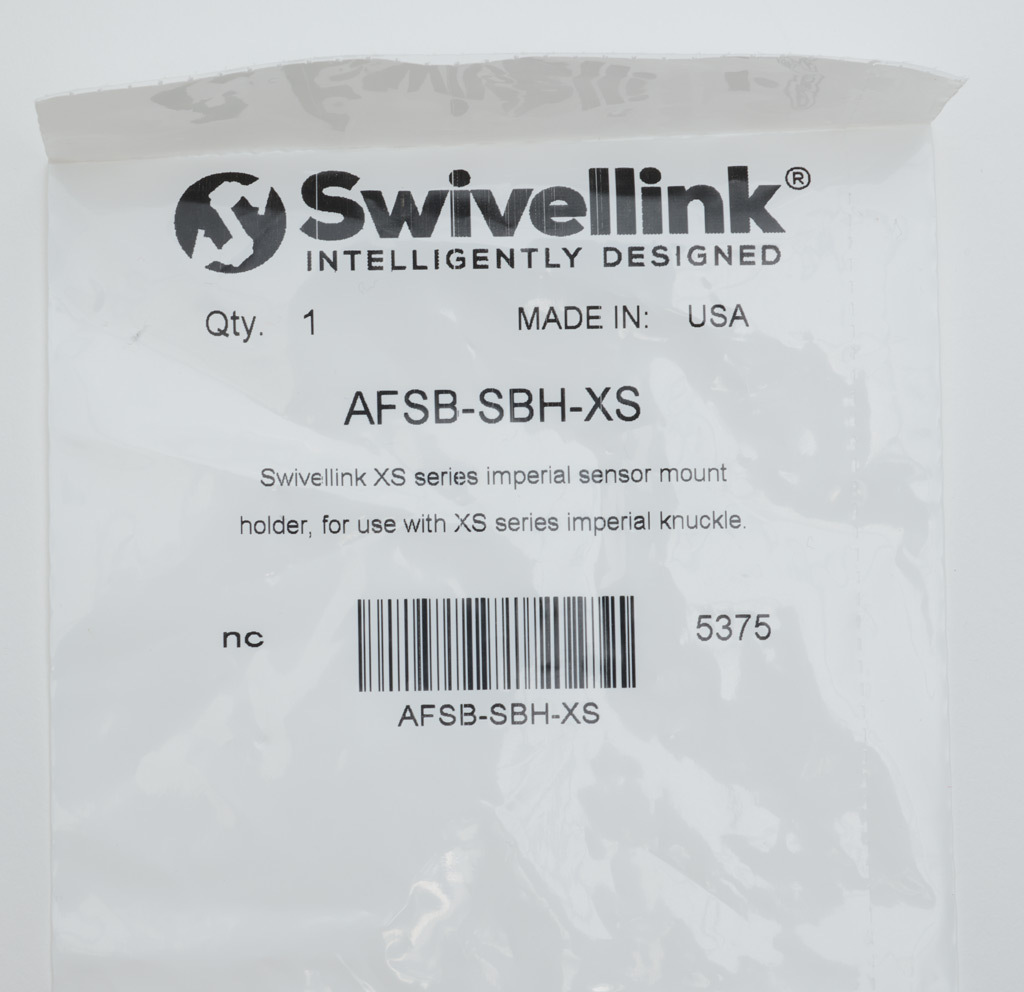 Swivellink®
INTELLIGENTLY DESIGNED
Qty. 1 MADE IN: USA
AFSB-SBH-XS
Swivellink XS series imperial sensor mount
holder, for use with XS series imperial knuckle.
nc 5375
AFSB-SBH-XS